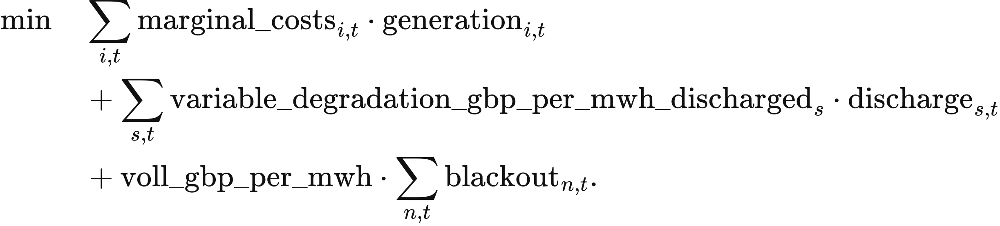 min ∑_{i,t} marginal_costs_{i,t} · generation_{i,t}
+ ∑_{s,t} variable_degradation_gbp_per_mwh_discharged_s · discharge_{s,t}
+ voll_gbp_per_mwh · ∑_{n,t} blackout_{n,t}.